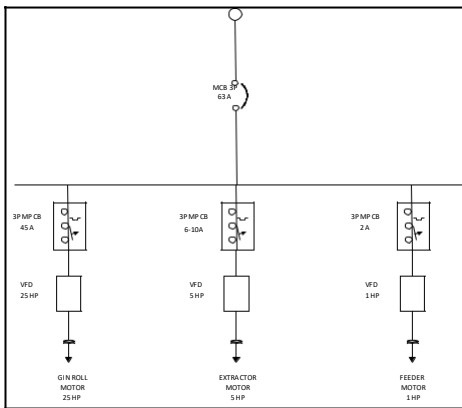 MCB 3P
63 A
3P MP CB
45 A
3P MP CB
6-10A
3P MP CB
2 A
VFD
25 HP
VFD
5 HP
VFD
1 HP
GIN ROLL
MOTOR
25 HP
EXTRACTOR
MOTOR
5 HP
FEEDER
MOTOR
1 HP